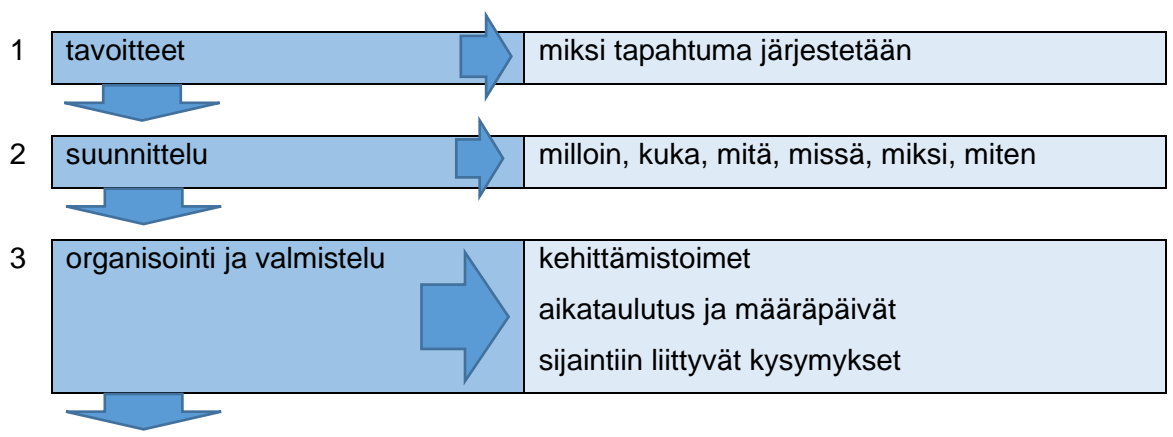 1 tavoitteet miksi tapahtuma järjestetään
2 suunnittelu milloin, kuka, mitä, missä, miksi, miten
3 organisointi ja valmistelu kehittämistoimet
aikataulutus ja määräpäivät
sijaintiin liittyvät kysymykset